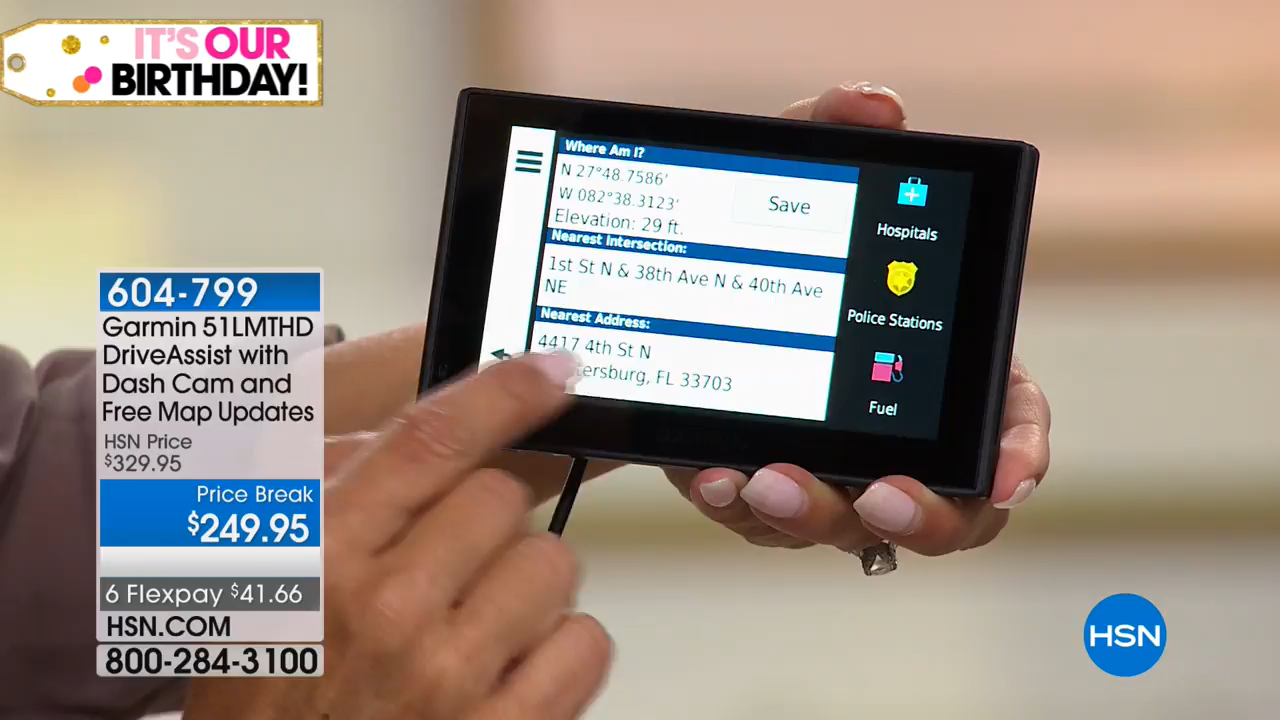 IT'S OUR
BIRTHDAY!
604-799
Garmin 51LMTHD
DriveAssist with
Dash Cam and
Free Map Updates
HSN Price
$329.95
Price Break
$249.95
6 Flexpay $41.66
HSN.COM
800-284-3100
Where Am I?
N 27°48.7586'
W 082°38.3123'
Elevation: 29 ft.
Save
Nearest Intersection:
1st St N & 38th Ave N & 40th Ave
NE
Nearest Address:
4417 4th St N
tersburg, FL 33703
Hospitals
Police Stations
Fuel
HSN